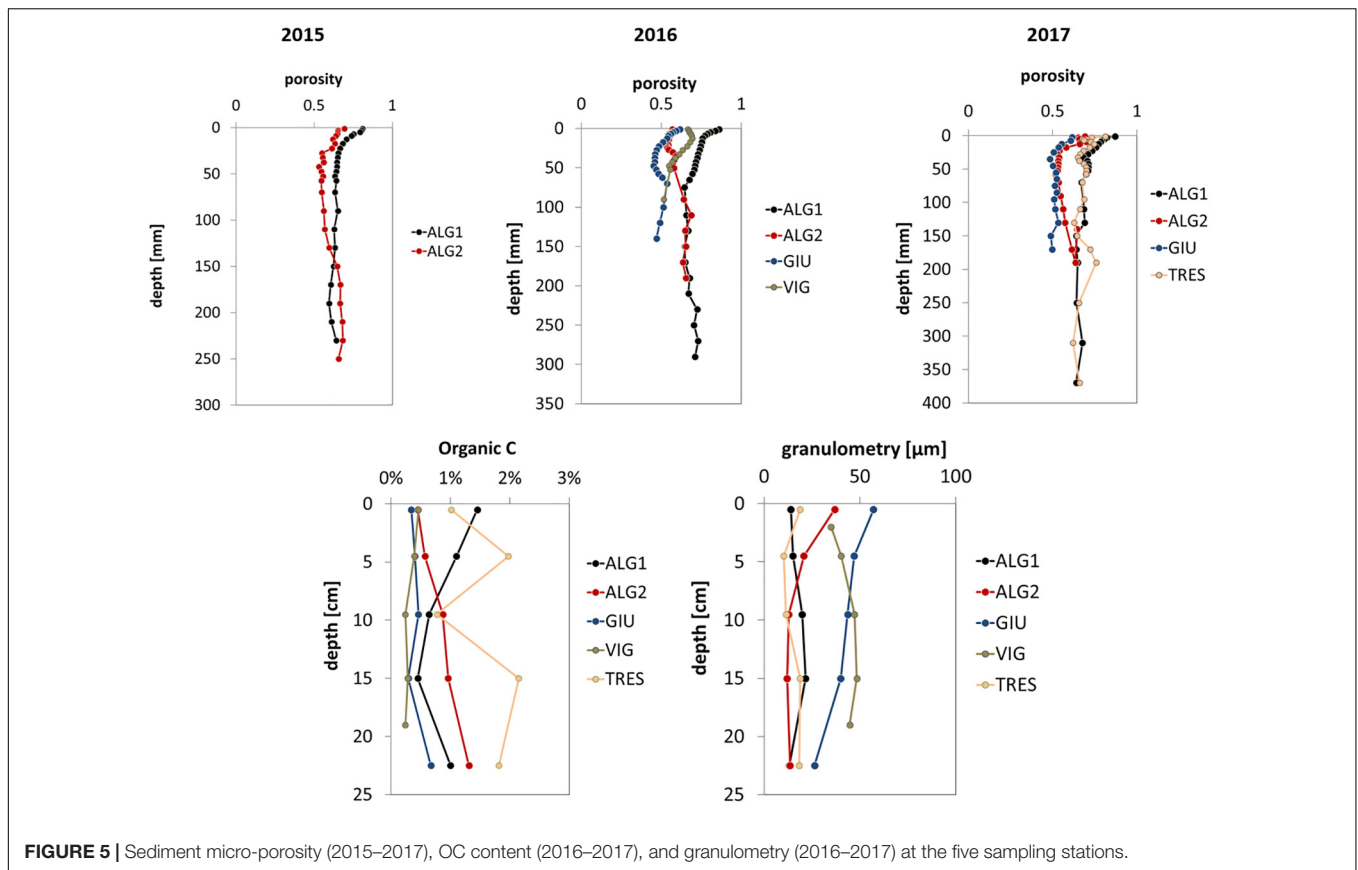 2015
2016
2017
porosity
0 0.5 1
0
50
100
150
200
250
300
depth [mm]
ALG1
ALG2
porosity
0 0.5 1
0
50
100
150
200
250
300
350
depth [mm]
ALG1
ALG2
GIU
VIG
porosity
0 0.5 1
0
50
100
150
200
250
300
350
400
depth [mm]
ALG1
ALG2
GIU
TRES
Organic C
0% 1% 2% 3%
0
5
10
15
20
25
depth [cm]
ALG1
ALG2
GIU
VIG
TRES
granulometry [µm]
0 50 100
0
5
10
15
20
25
depth [cm]
ALG1
ALG2
GIU
VIG
TRES
FIGURE 5 | Sediment micro-porosity (2015–2017), OC content (2016–2017), and granulometry (2016–2017) at the five sampling stations.